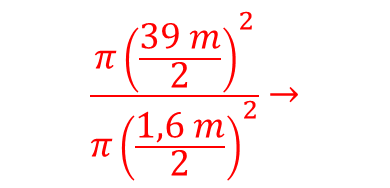 π (39 m / 2)²
π (1,6 m / 2)² →